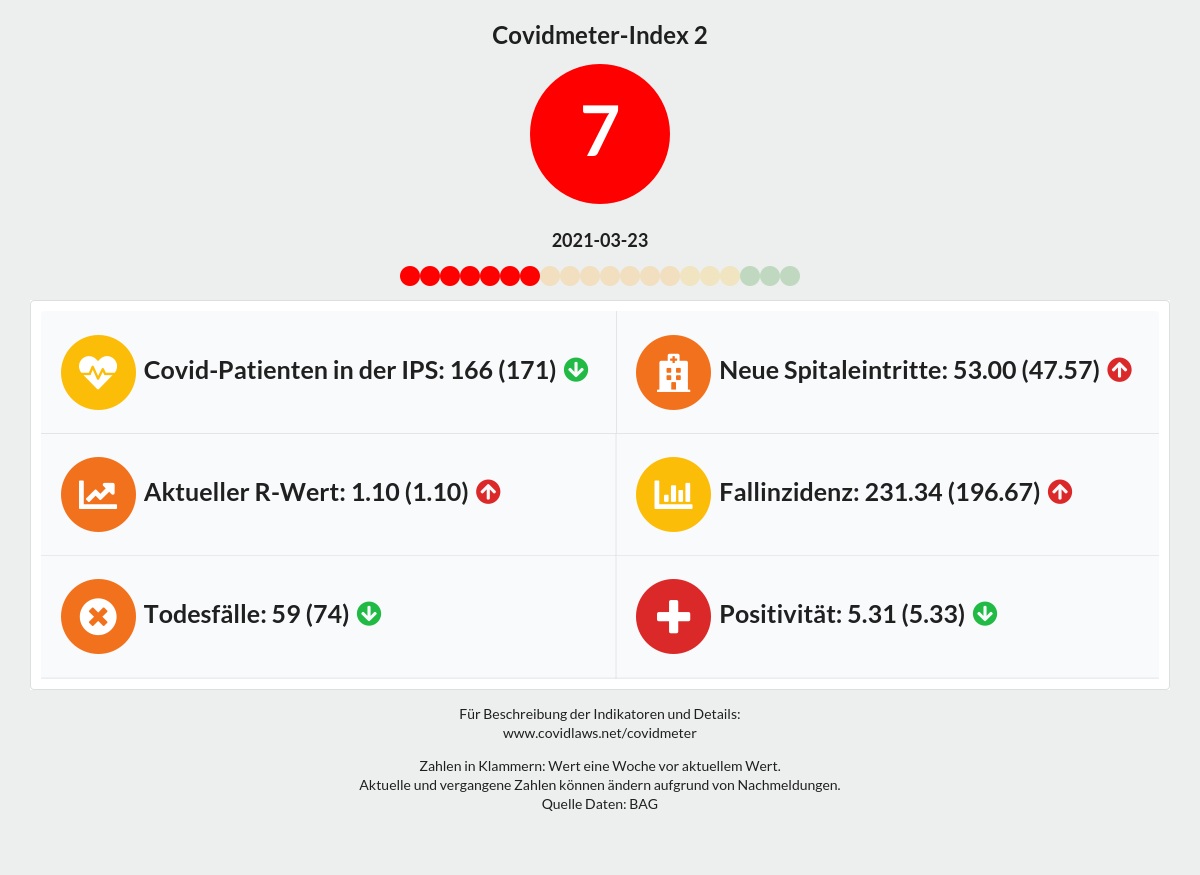 Covidmeter-Index 2
7
2021-03-23
Covid-Patienten in der IPS: 166 (171)
Neue Spitaleintritte: 53.00 (47.57)
Aktueller R-Wert: 1.10 (1.10)
Fallinzidenz: 231.34 (196.67)
Todesfälle: 59 (74)
Positivität: 5.31 (5.33)
Für Beschreibung der Indikatoren und Details:
www.covidlaws.net/covidmeter
Zahlen in Klammern: Wert eine Woche vor aktuellem Wert.
Aktuelle und vergangene Zahlen können ändern aufgrund von Nachmeldungen.
Quelle Daten: BAG